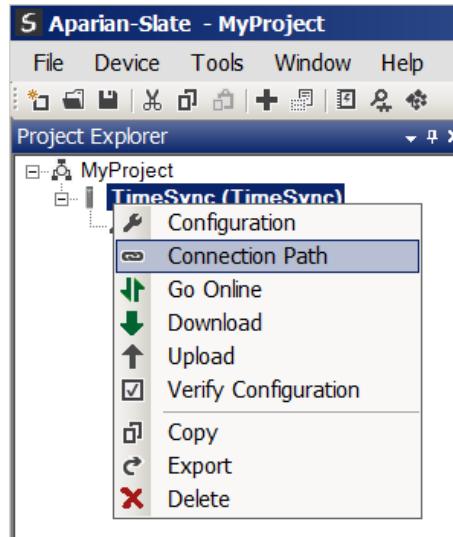 Aparian-Slate - MyProject
File Device Tools Window Help
Project Explorer
MyProject
TimeSync (TimeSync)
Configuration
Connection Path
Go Online
Download
Upload
Verify Configuration
Copy
Export
Delete